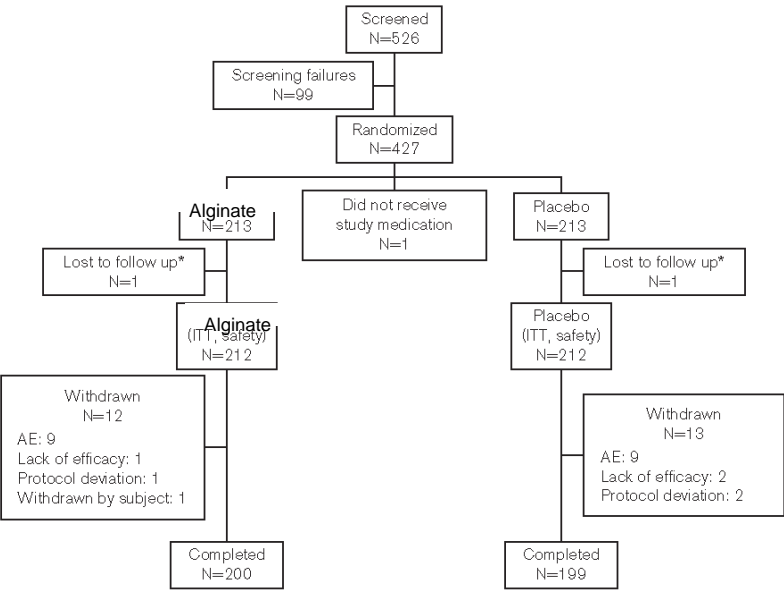 Screened
N=526
Screening failures
N=99
Randomized
N=427
Alginate
N=213
Did not receive
study medication
N=1
Placebo
N=213
Lost to follow up*
N=1
Lost to follow up*
N=1
Alginate
(ITT, safety)
N=212
Placebo
(ITT, safety)
N=212
Withdrawn
N=12
AE: 9
Lack of efficacy: 1
Protocol deviation: 1
Withdrawn by subject: 1
Withdrawn
N=13
AE: 9
Lack of efficacy: 2
Protocol deviation: 2
Completed
N=200
Completed
N=199